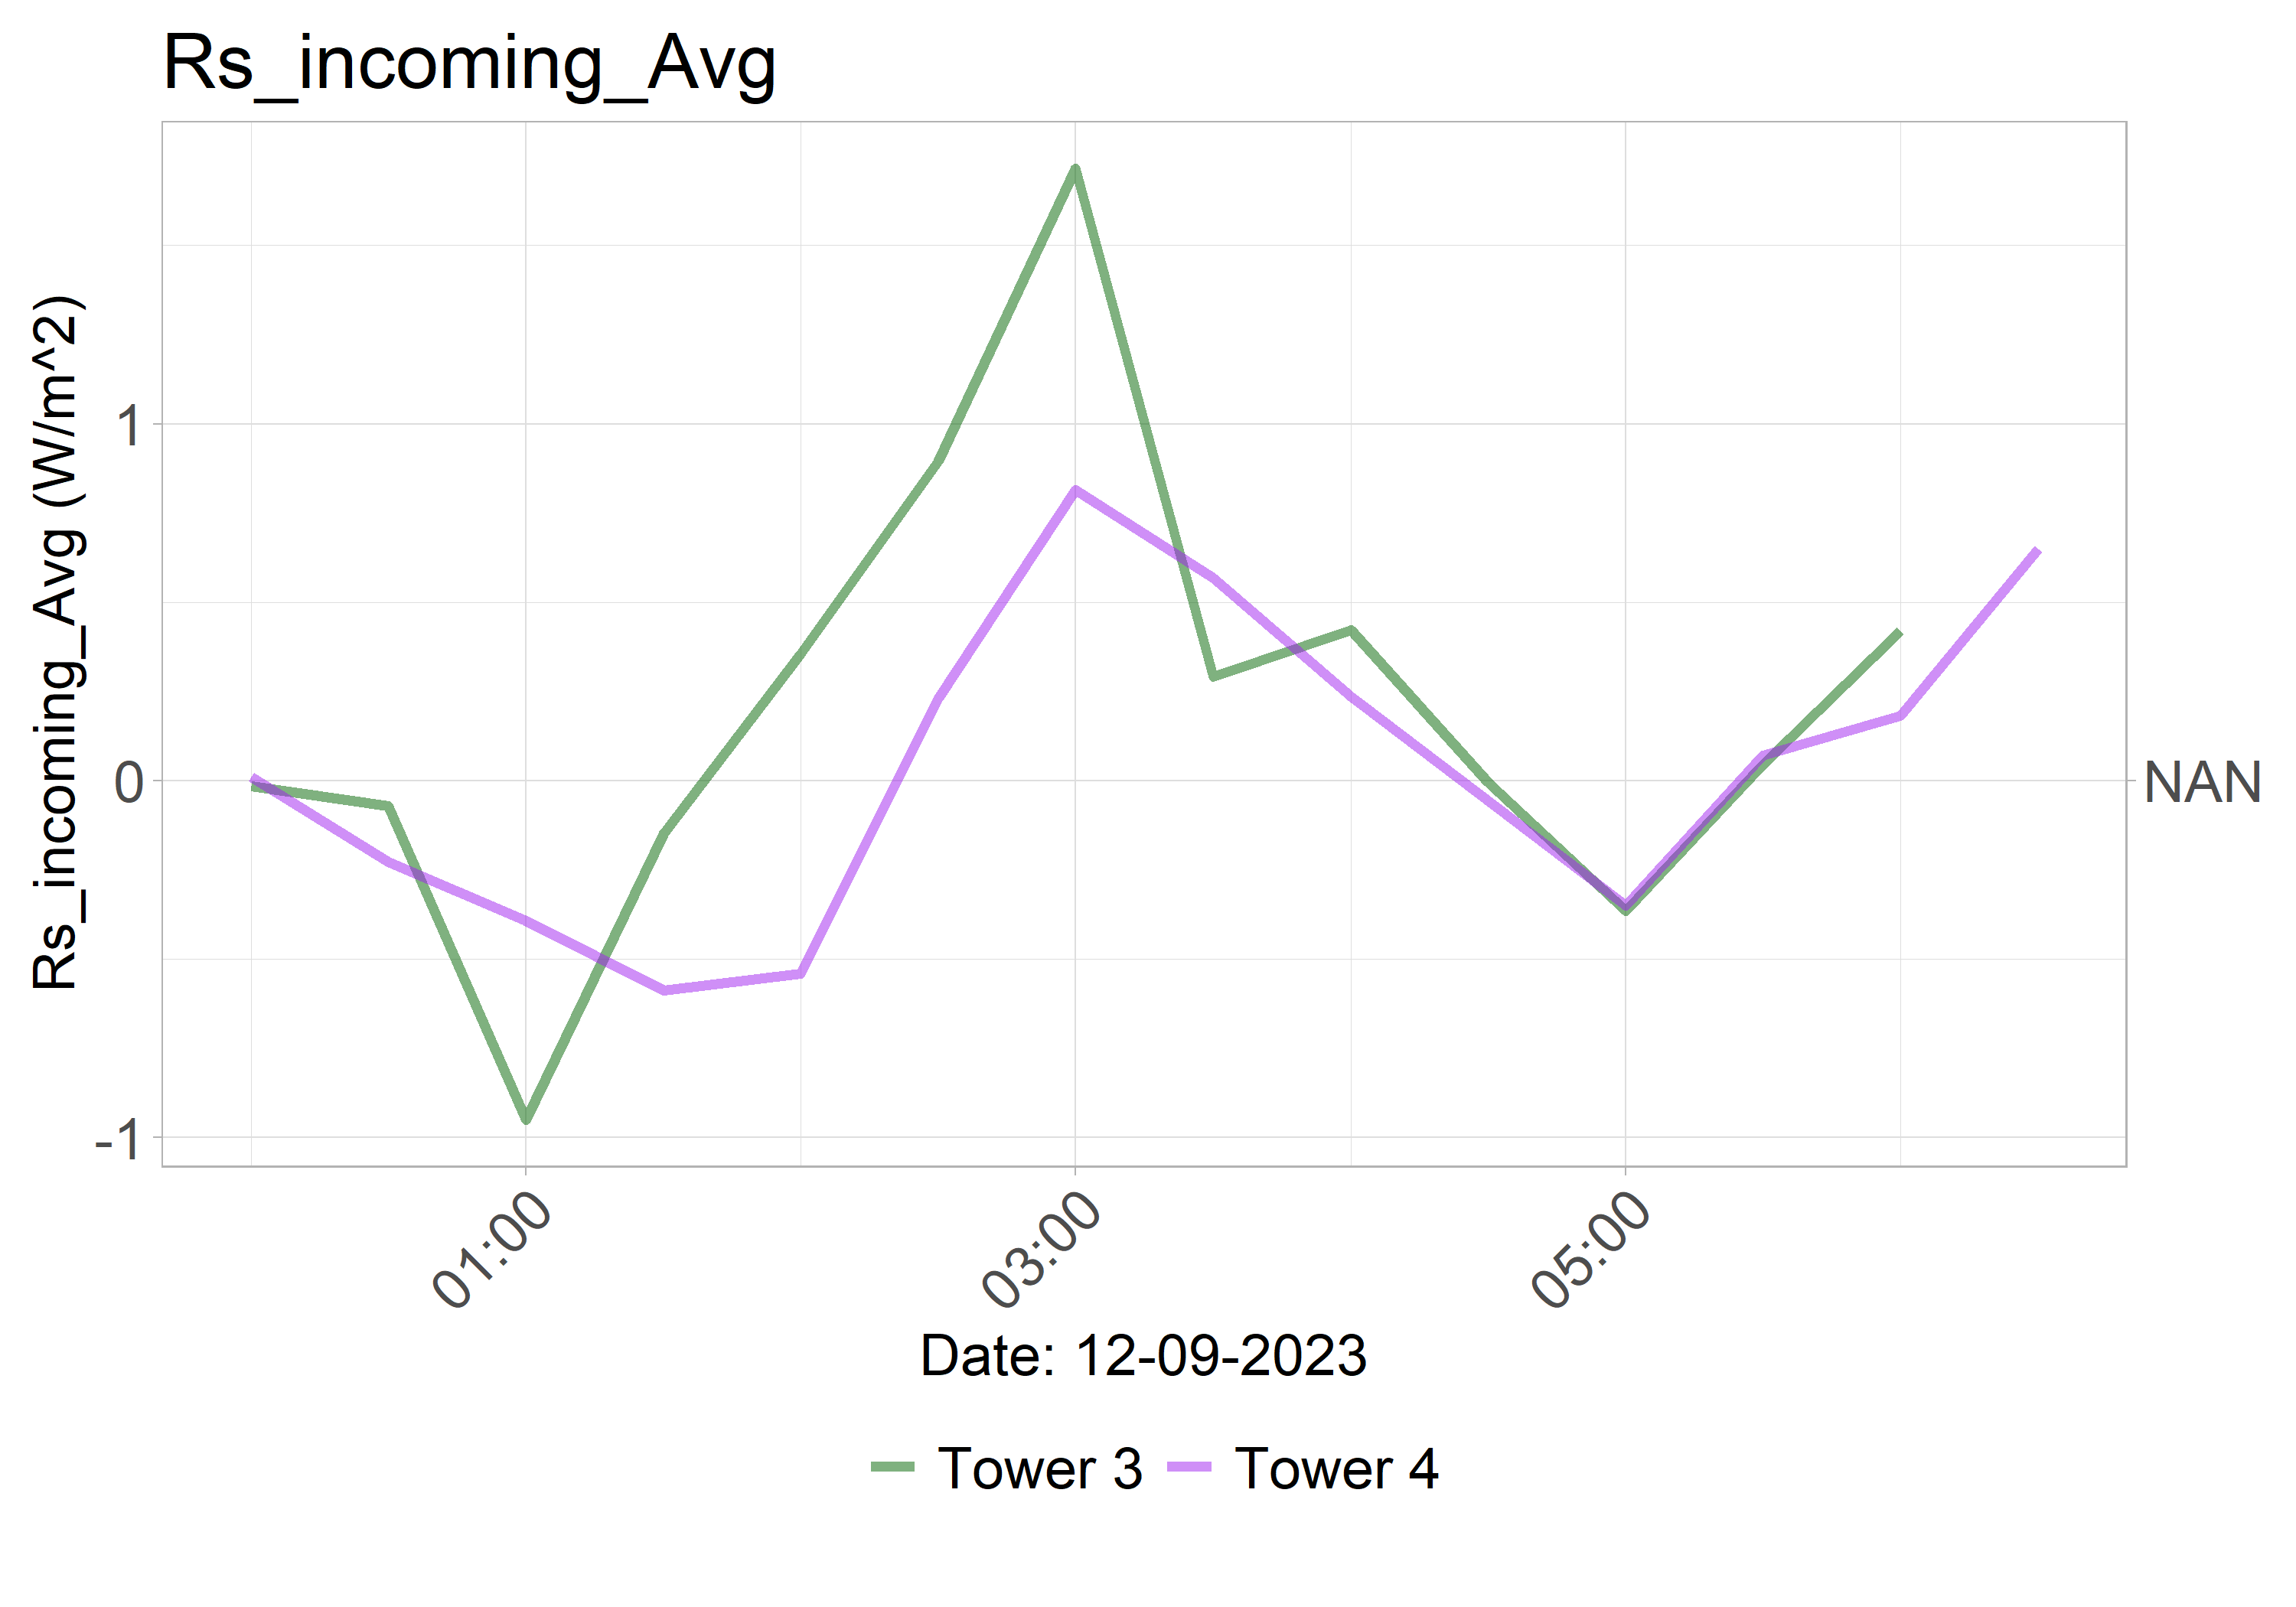 Rs_incoming_Avg
Rs_incoming_Avg (W/m^2)
1
0
-1
NAN
01:00
03:00
05:00
Date: 12-09-2023
Tower 3
Tower 4